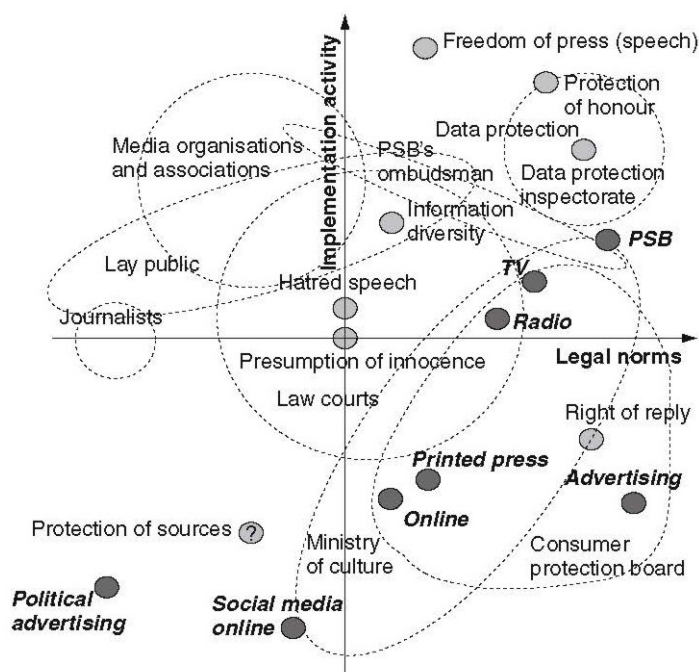 Implementation activity
Freedom of press (speech)
Protection
of honour
Media organisations
and associations
PSB's
ombudsman
Data protection
Data protection
inspectorate
Information
diversity
PSB
Lay public
TV
Hatred speech
Journalists
Radio
Presumption of innocence
Legal norms
Law courts
Right of reply
Printed press
Advertising
Online
Protection of sources
?
Ministry
of culture
Consumer
protection board
Political
advertising
Social media
online